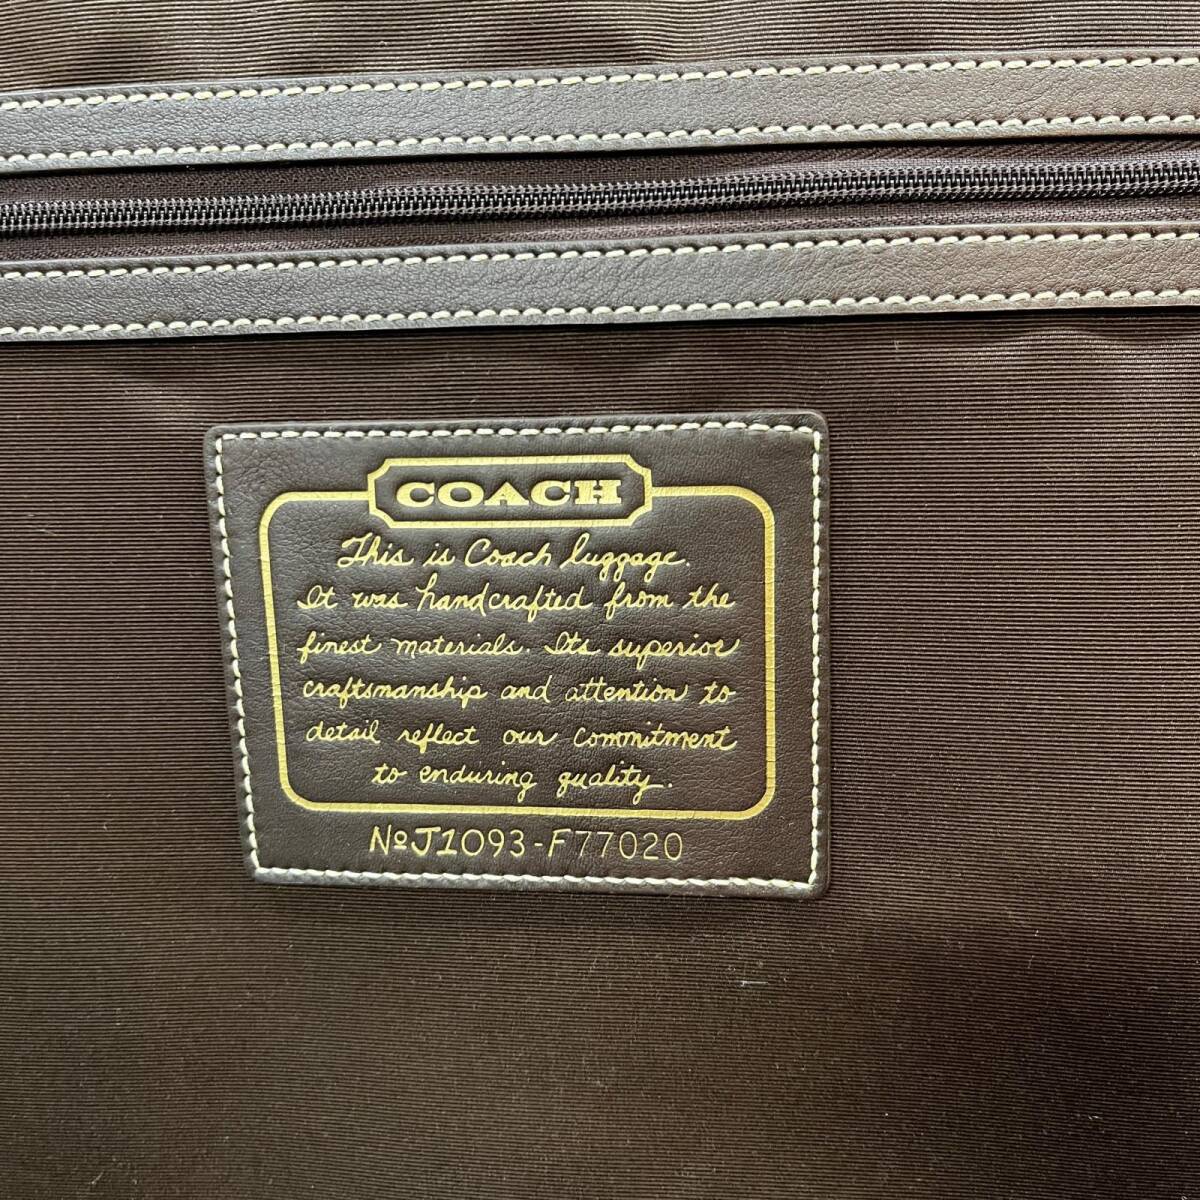 COACH
This is Coach luggage.
It was handcrafted from the
finest materials. Its superior
craftsmanship and attention to
detail reflect our commitment
to enduring quality.
NºJ1093-F77020